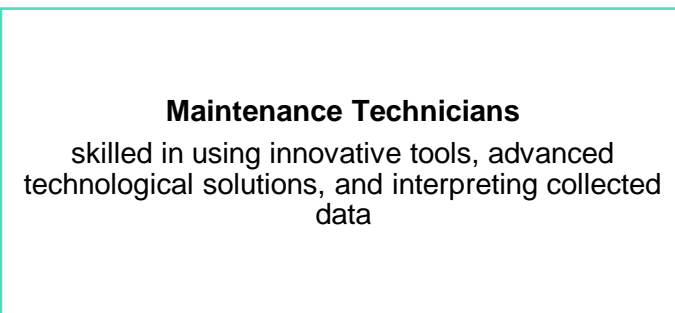 Maintenance Technicians
skilled in using innovative tools, advanced
technological solutions, and interpreting collected
data